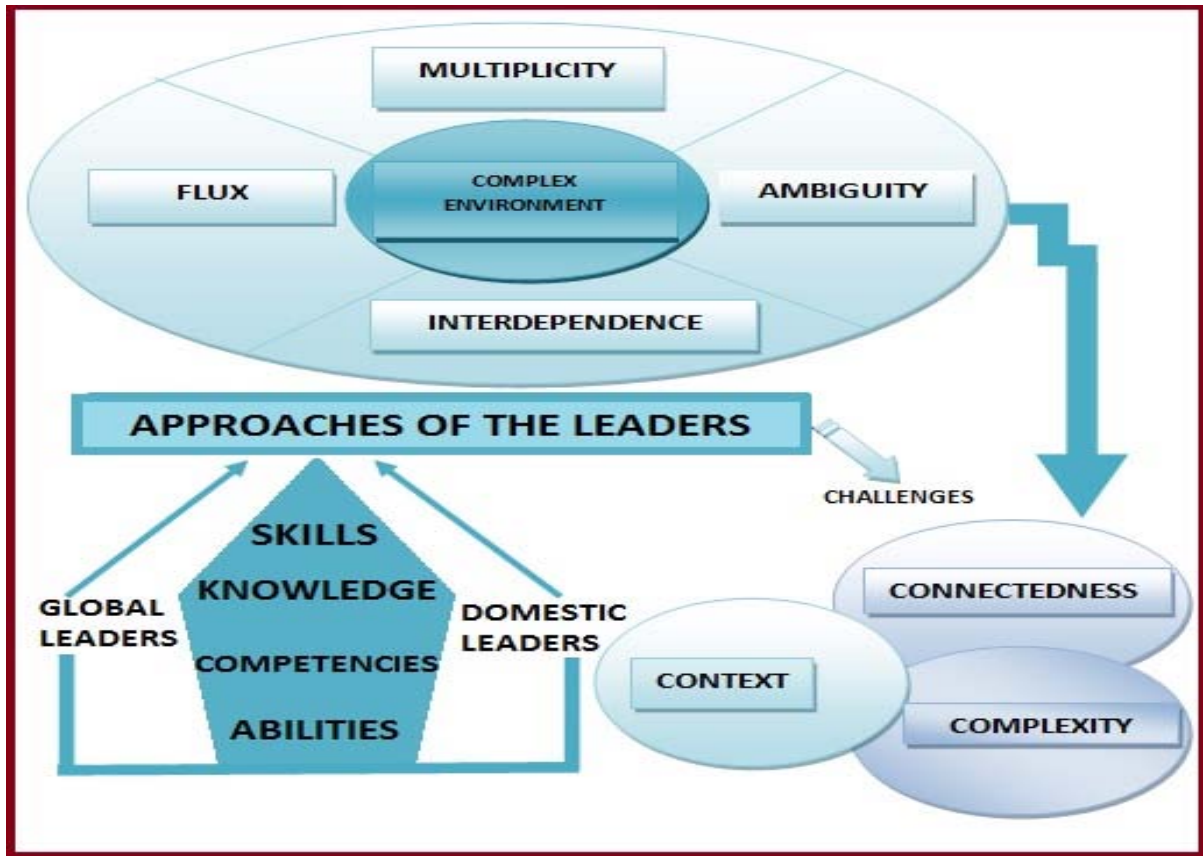 MULTIPLICITY
FLUX
COMPLEX
ENVIRONMENT
AMBIGUITY
INTERDEPENDENCE
APPROACHES OF THE LEADERS
CHALLENGES
SKILLS
KNOWLEDGE
COMPETENCIES
ABILITIES
GLOBAL
LEADERS
DOMESTIC
LEADERS
CONNECTEDNESS
CONTEXT
COMPLEXITY